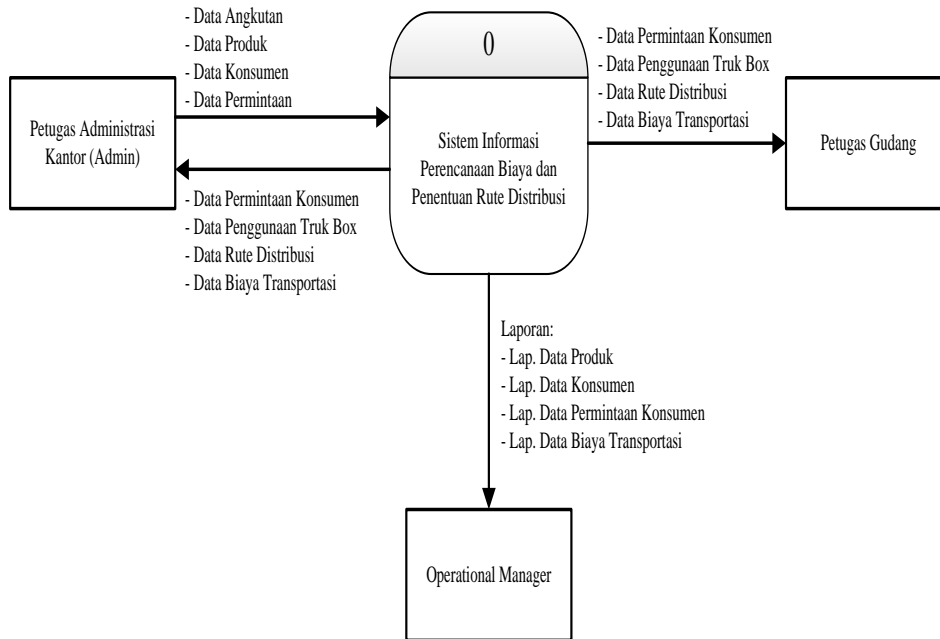 - Data Angkutan
- Data Produk
- Data Konsumen
- Data Permintaan
Petugas Administrasi
Kantor (Admin)
- Data Permintaan Konsumen
- Data Penggunaan Truk Box
- Data Rute Distribusi
- Data Biaya Transportasi
0
Sistem Informasi
Perencanaan Biaya dan
Penentuan Rute Distribusi
- Data Permintaan Konsumen
- Data Penggunaan Truk Box
- Data Rute Distribusi
- Data Biaya Transportasi
Petugas Gudang
Laporan:
- Lap. Data Produk
- Lap. Data Konsumen
- Lap. Data Permintaan Konsumen
- Lap. Data Biaya Transportasi
Operational Manager